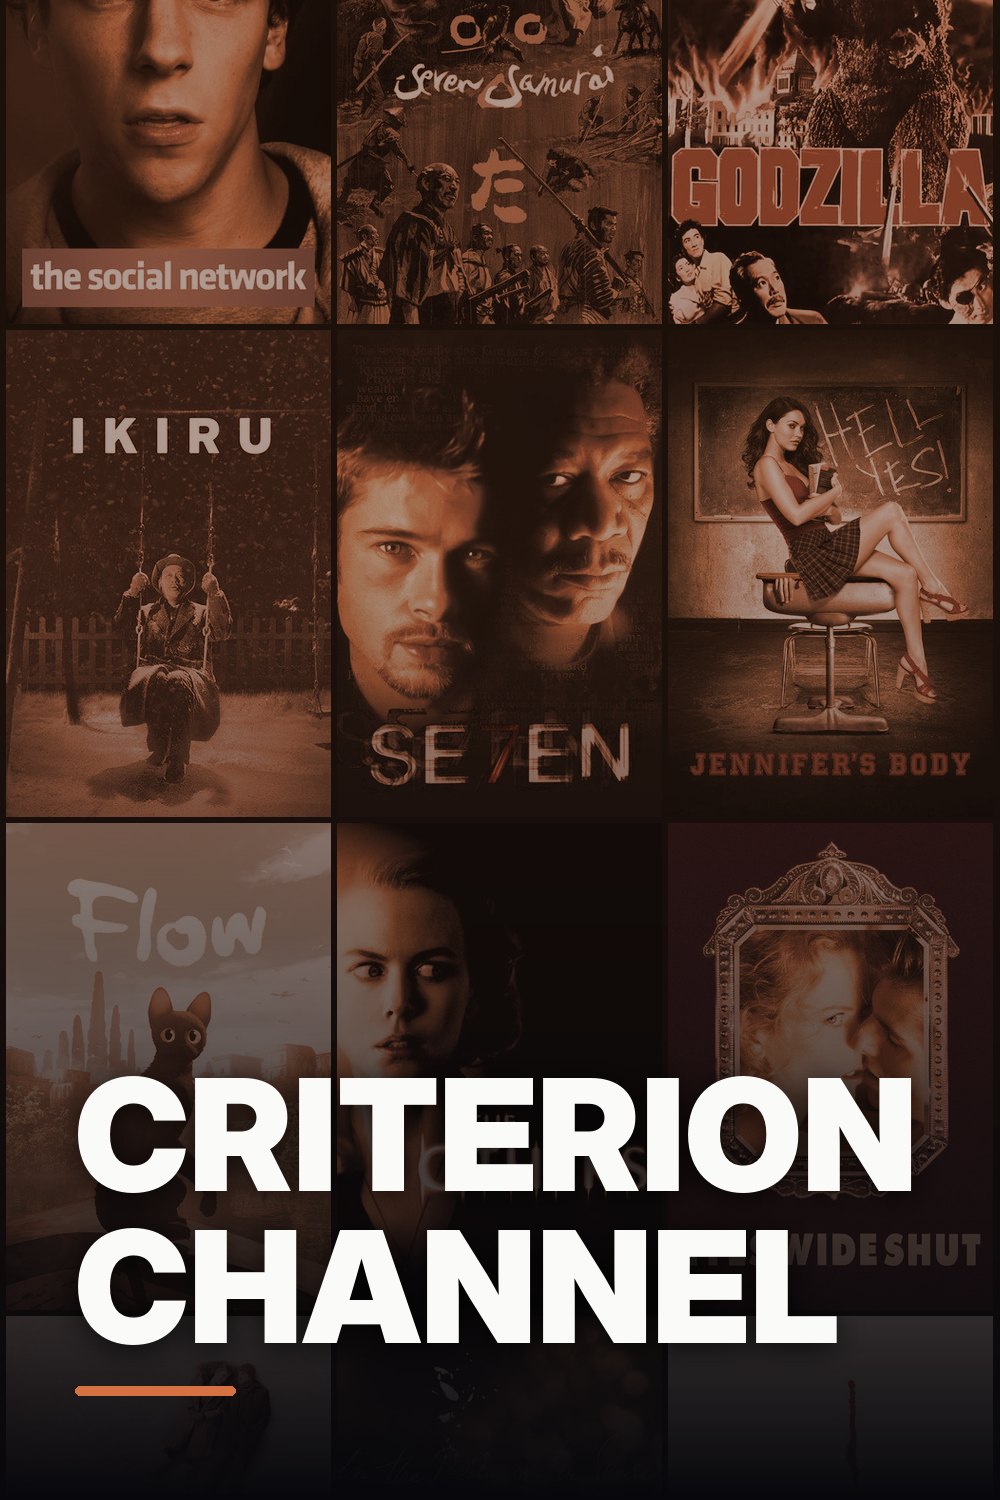 Seven Samurai
た
GODZILLA
the social network
IKIRU
HELL
YES!
SE7EN
JENNIFER'S BODY
Flow
CRITERION
WIDE SHUT
CHANNEL